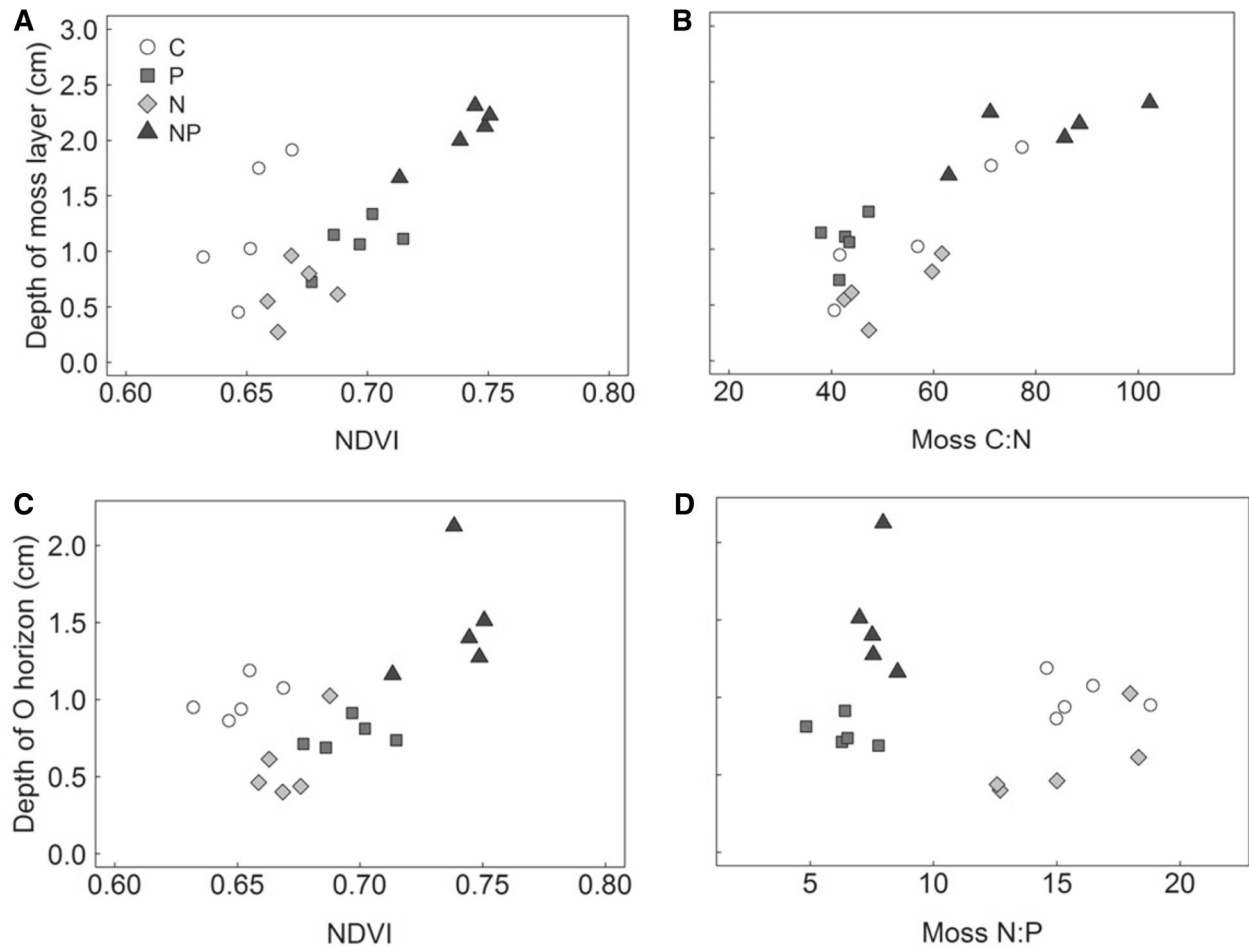 A
Depth of moss layer (cm)
3.0
2.5
2.0
1.5
1.0
0.5
0.0
C
P
N
NP
0.60 0.65 0.70 0.75 0.80
NDVI
B
20 40 60 80 100
Moss C:N
C
Depth of O horizon (cm)
2.0
1.5
1.0
0.5
0.0
0.60 0.65 0.70 0.75 0.80
NDVI
D
5 10 15 20
Moss N:P